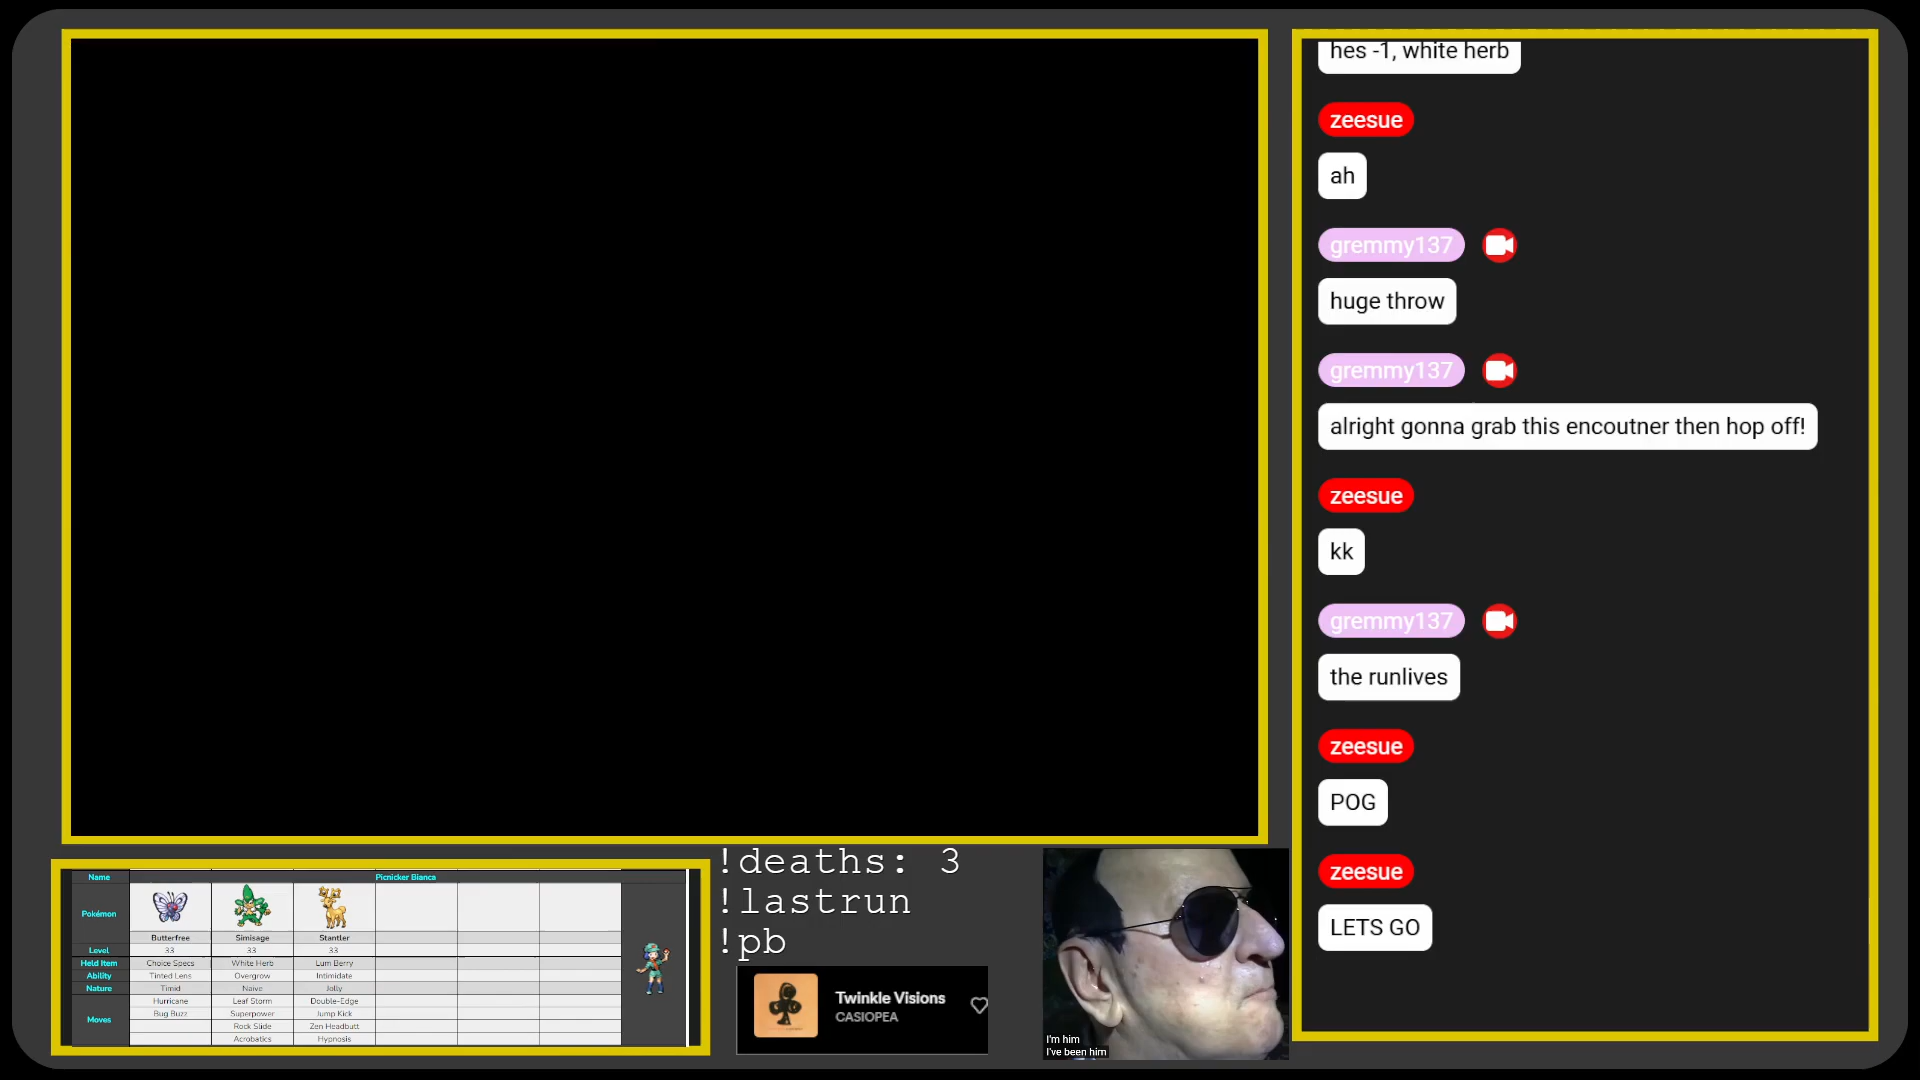 hes -1, white herb
zeesue
ah
gremmy137
huge throw
gremmy137
alright gonna grab this encoutner then hop off!
zeesue
kk
gremmy137
the runlives
zeesue
POG
zeesue
LETS GO
Name Picnicker Bianca
Pokémon
Butterfree Simisage Stantler
Level 33 33 33
Held Item Choice Specs White Herb Lum Berry
Ability Tinted Lens Overgrow Intimidate
Nature Timid Naive Jolly
Moves
Hurricane Leaf Storm Double-Edge
Bug Buzz Superpower Jump Kick
Rock Slide Zen Headbutt
Acrobatics Hypnosis
!deaths: 3
!lastrun
!pb
Twinkle Visions
CASIOPEA
I'm him
I've been him